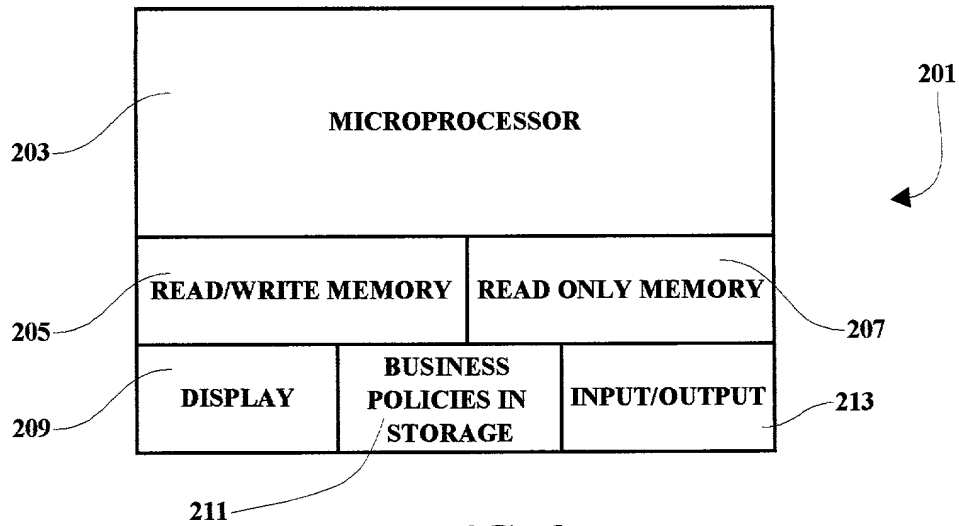 201
MICROPROCESSOR
203
READ/WRITE MEMORY
READ ONLY MEMORY
205
207
BUSINESS
POLICIES IN
STORAGE
DISPLAY
INPUT/OUTPUT
213
209
211